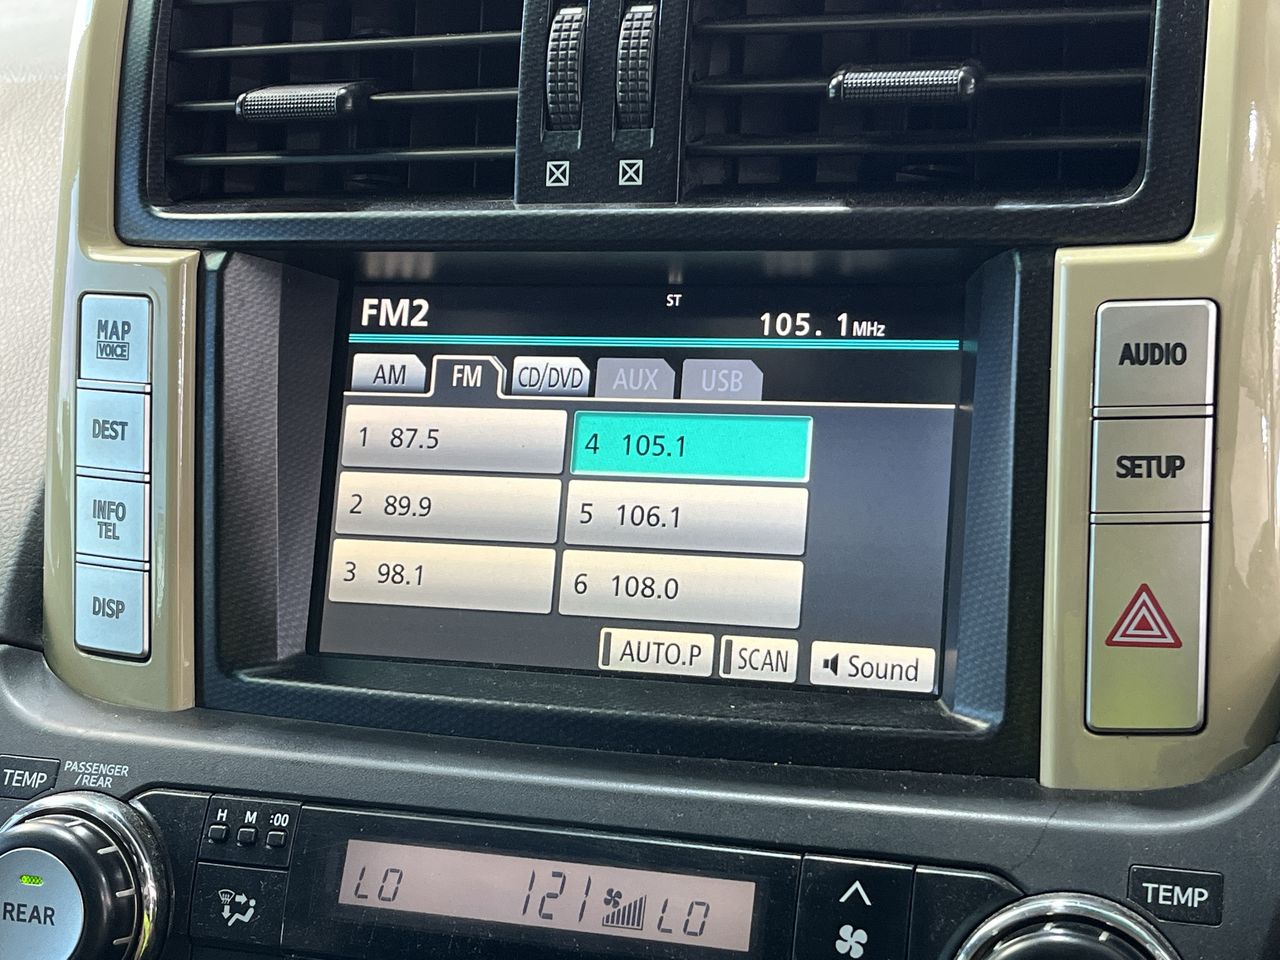 FM2 ST 105.1MHz
AM FM CD/DVD AUX USB
1 87.5
2 89.9
3 98.1
4 105.1
5 106.1
6 108.0
AUTO.P SCAN Sound
MAP
VOICE
DEST
INFO
TEL
DISP
AUDIO
SETUP
TEMP
PASSENGER
/REAR
H M :00
REAR
LO 121 LO
TEMP